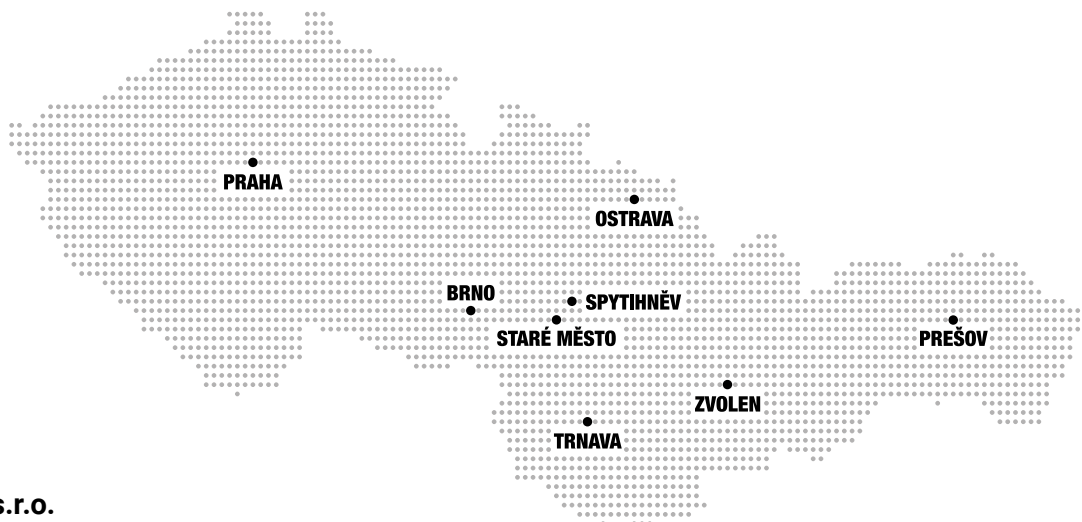 PRAHA
OSTRAVA
BRNO
SPYTIHNĚV
STARÉ MĚSTO
PREŠOV
ZVOLEN
TRNAVA
s.r.o.